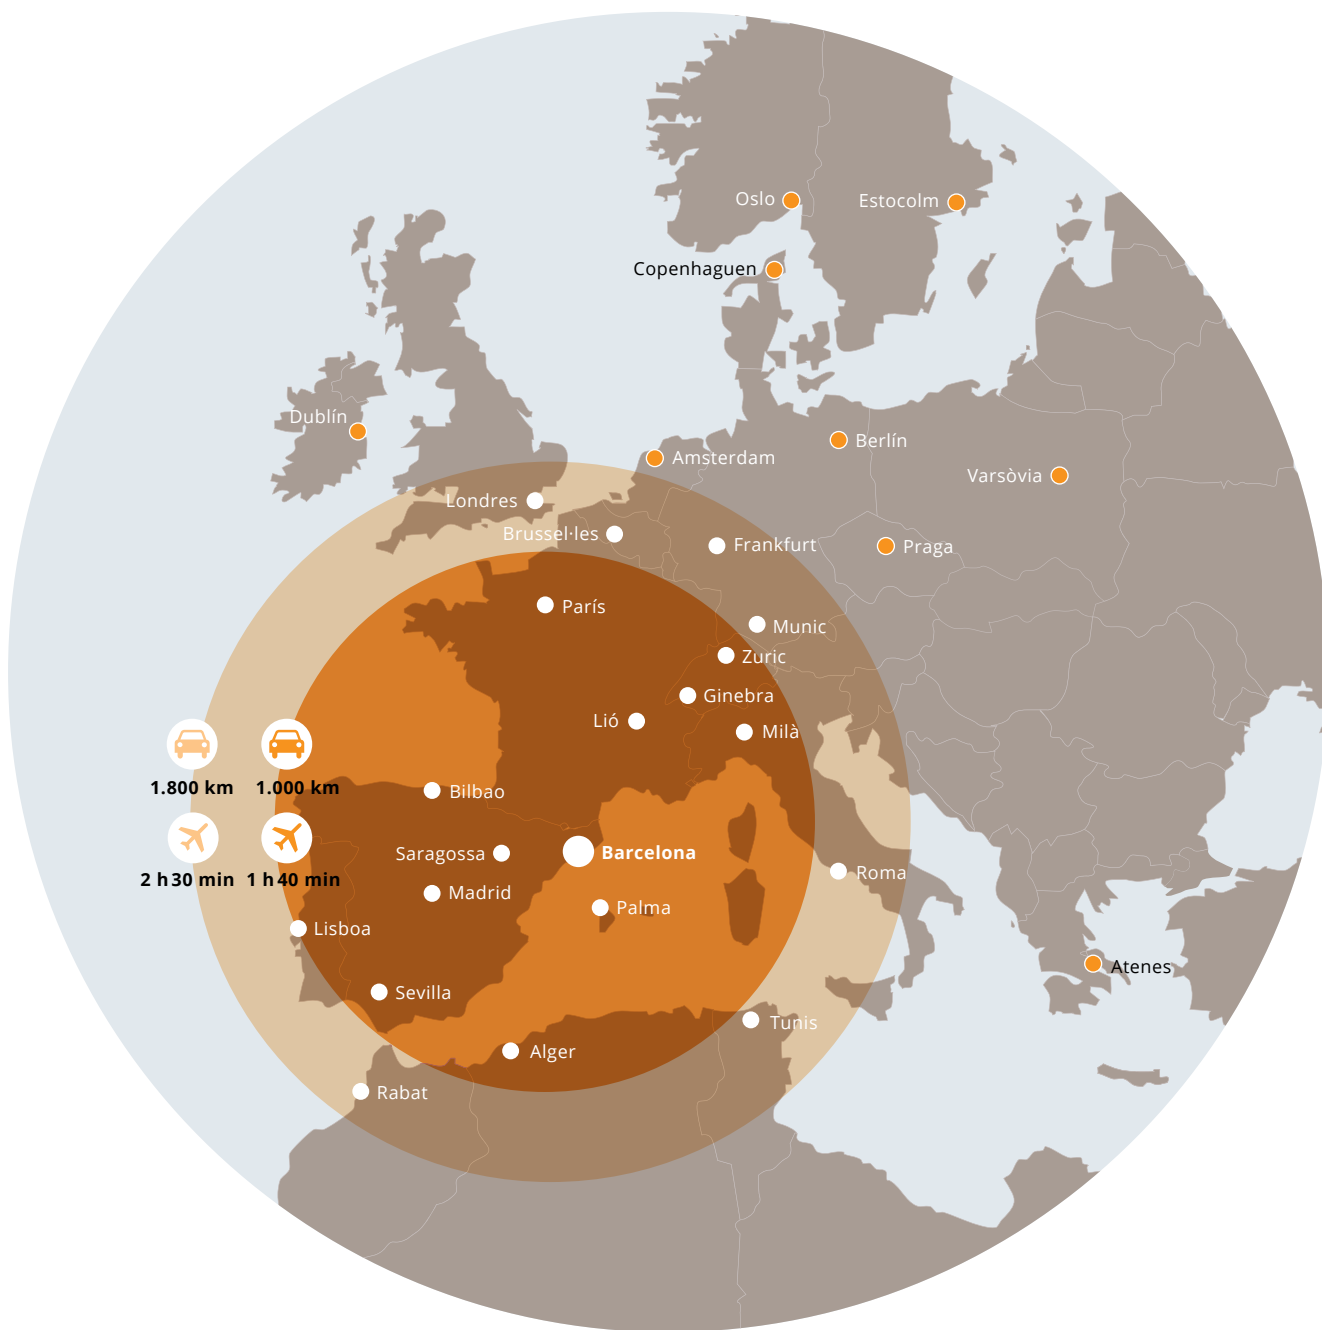 Oslo
Estocolm
Copenhaguen
Dublín
Berlín
Amsterdam
Varsòvia
Londres
Brussel·les
Frankfurt
Praga
París
Munic
Zuric
Ginebra
Lió
Milà
1.800 km
1.000 km
Bilbao
Saragossa
Barcelona
Roma
2 h 30 min
1 h 40 min
Madrid
Palma
Lisboa
Atenes
Sevilla
Tunis
Alger
Rabat